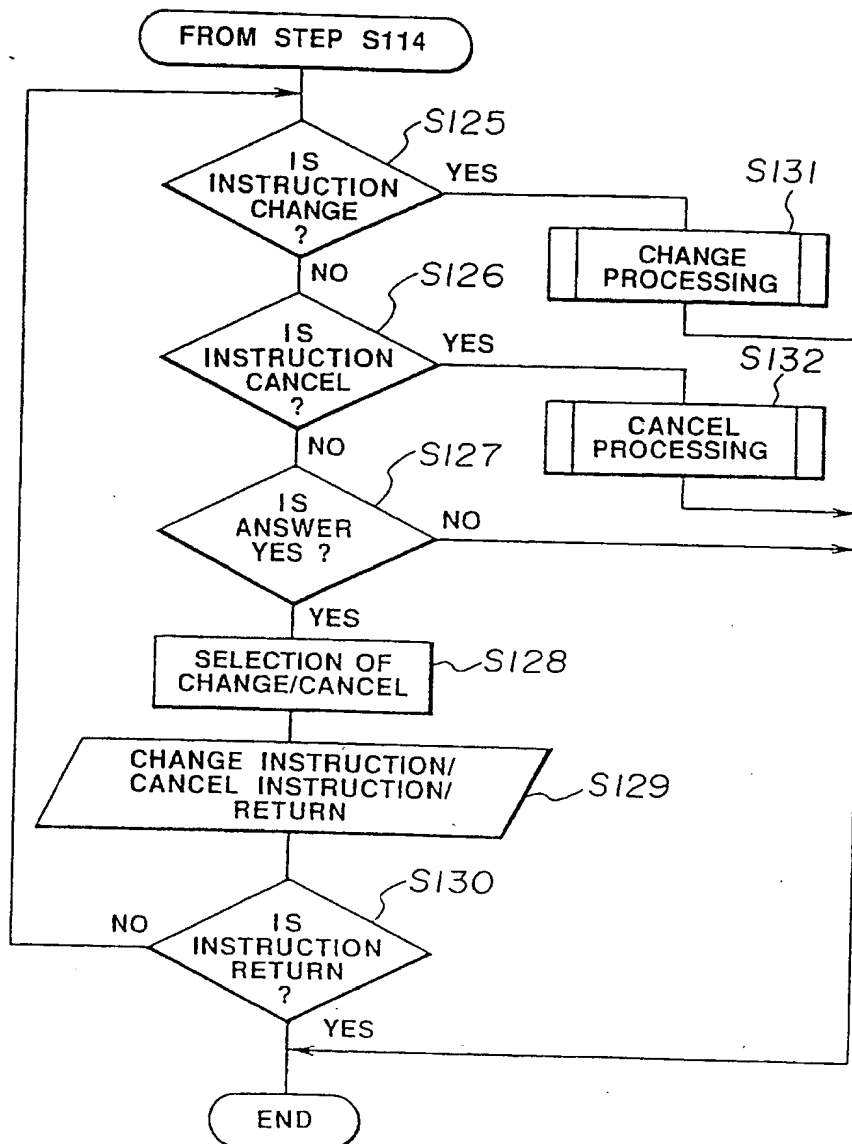 FROM STEP S114
S125
IS
INSTRUCTION
CHANGE
?
YES
NO
S131
CHANGE
PROCESSING
S126
IS
INSTRUCTION
CANCEL
?
YES
NO
S132
CANCEL
PROCESSING
S127
IS
ANSWER
YES ?
NO
YES
SELECTION OF
CHANGE/CANCEL
S128
CHANGE INSTRUCTION/
CANCEL INSTRUCTION/
RETURN
S129
S130
NO
IS
INSTRUCTION
RETURN
?
YES
END